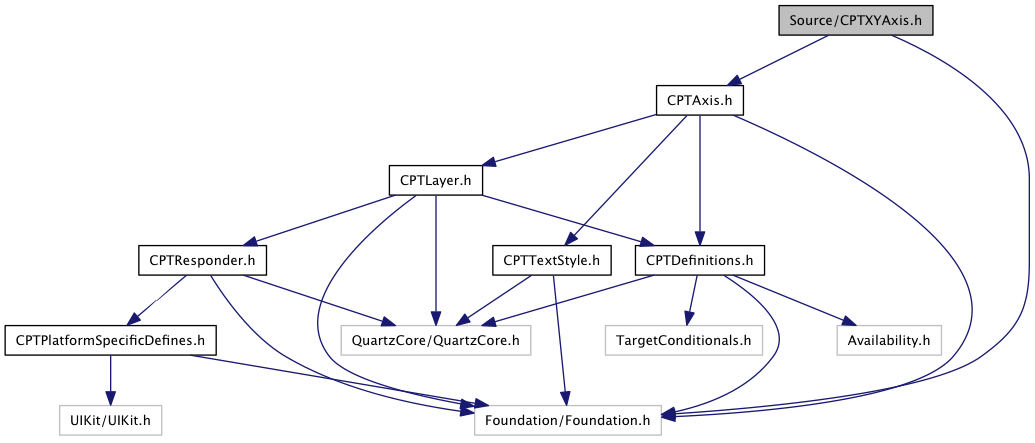 Source/CPTXYAxis.h
CPTAxis.h
CPTLayer.h
CPTResponder.h
CPTTextStyle.h
CPTDefinitions.h
CPTPlatformSpecificDefines.h
QuartzCore/QuartzCore.h
TargetConditionals.h
Availability.h
UIKit/UIKit.h
Foundation/Foundation.h